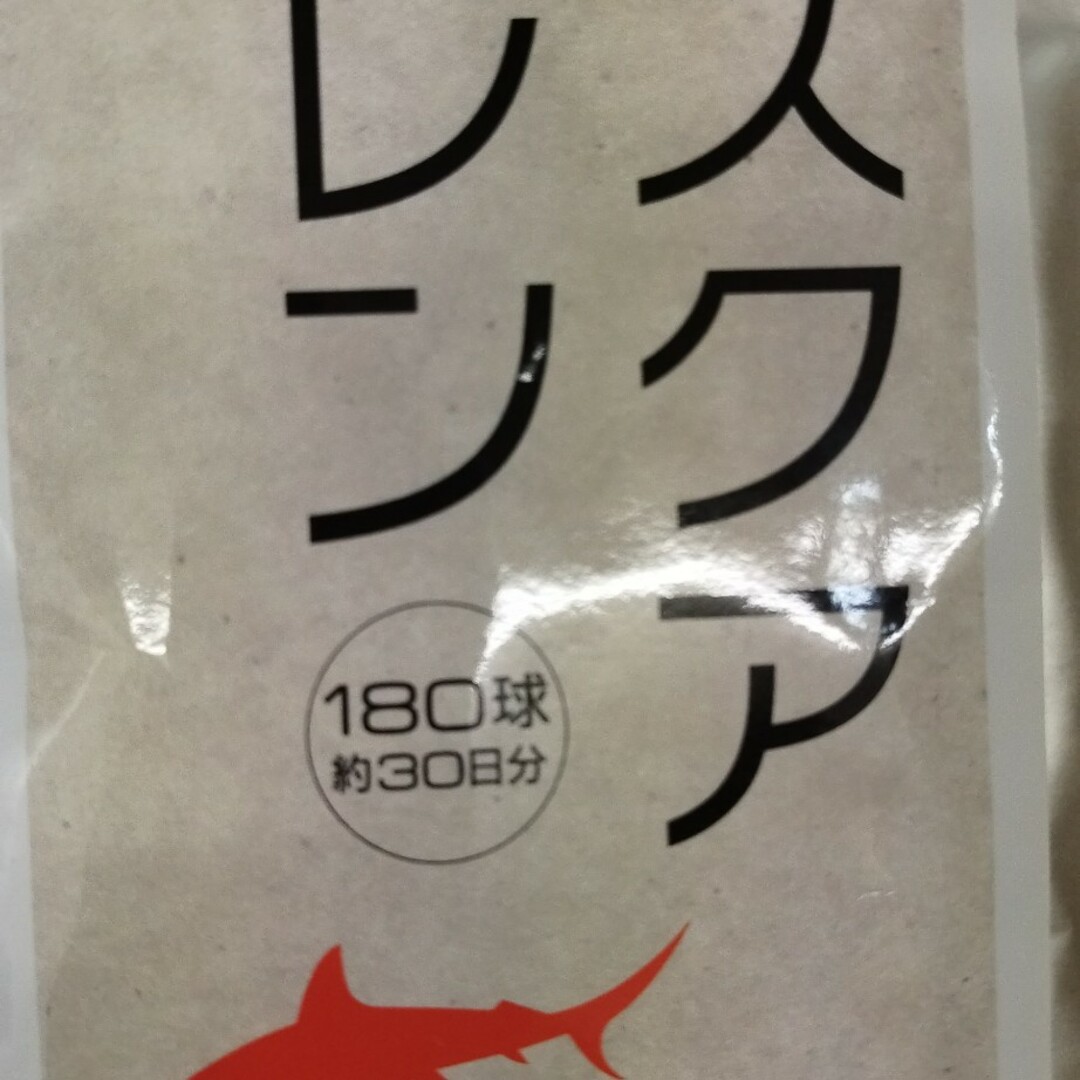 スクア
レン
180球
約30日分